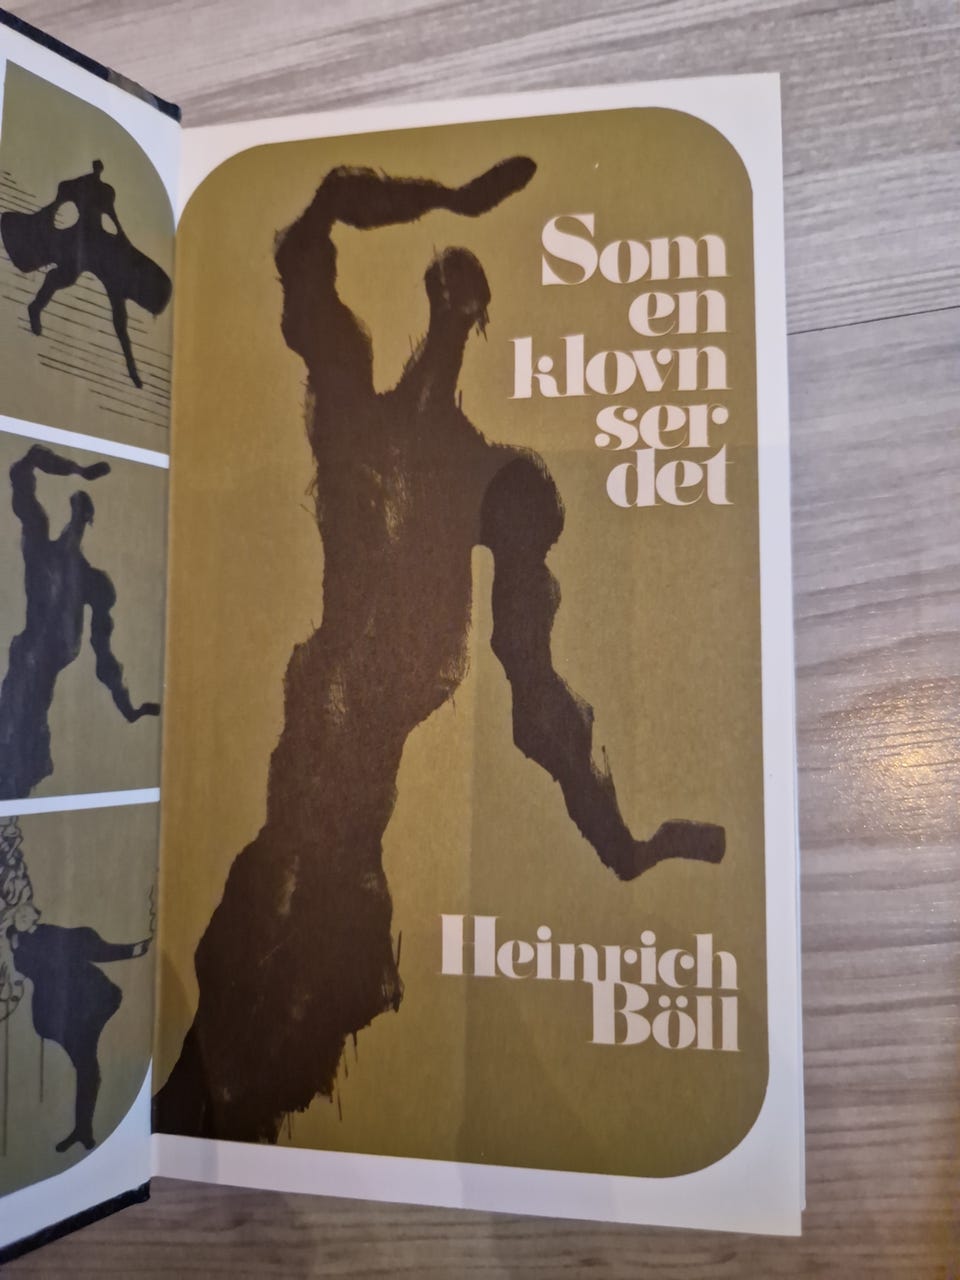 Som
en
klovn
ser
det
Heinrich
Böll